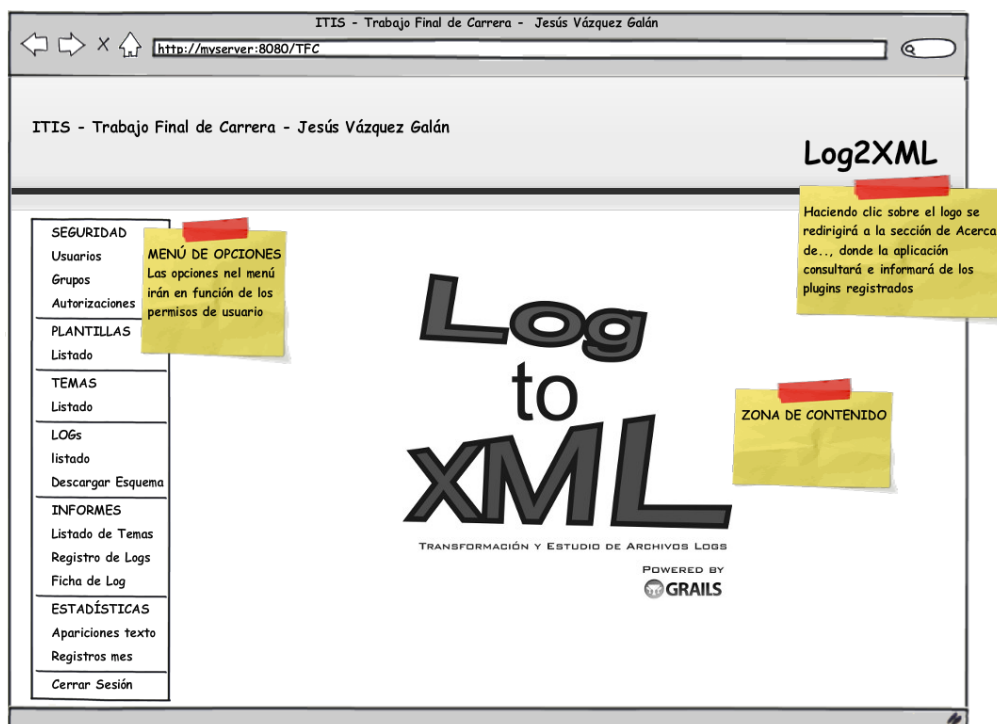 ITIS - Trabajo Final de Carrera - Jesús Vázquez Galán
http://myserver:8080/TFC
ITIS - Trabajo Final de Carrera - Jesús Vázquez Galán
Log2XML
Haciendo clic sobre el logo se
redirigirá a la sección de Acerca
de.., donde la aplicación
consultará e informará de los
plugins registrados
SEGURIDAD
Usuarios
Grupos
Autorizaciones
PLANTILLAS
Listado
TEMAS
Listado
LOGs
listado
Descargar Esquema
INFORMES
Listado de Temas
Registro de Logs
Ficha de Log
ESTADÍSTICAS
Apariciones texto
Registros mes
Cerrar Sesión
MENÚ DE OPCIONES
Las opciones nel menú
irán en función de los
permisos de usuario
Log
to
XML
Transformación y Estudio de Archivos Logs
Powered by
GRAILS
ZONA DE CONTENIDO